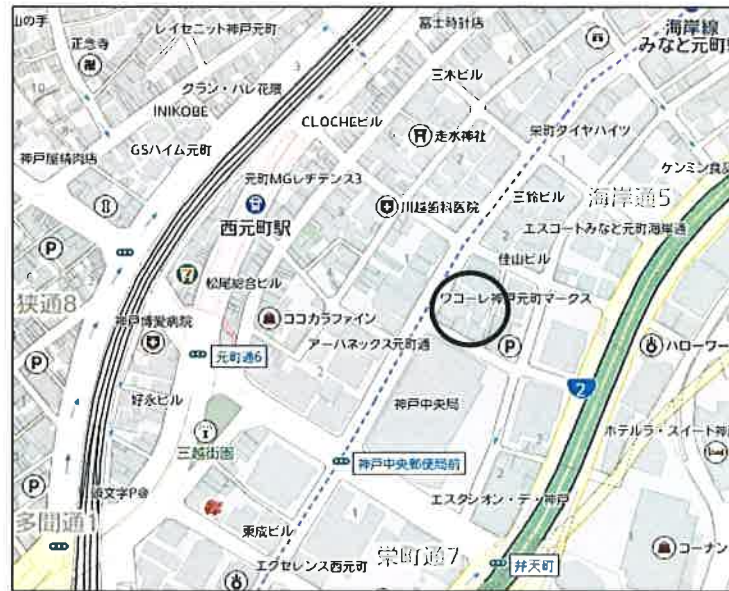 山の手
正念寺
レイセニット神戸元町
冨士時計店
海岸線
みなと元町駅
グラン・パレ花隈
三木ビル
INIKOBE
CLOCHEビル
走水神社
栄町ダイヤハイツ
GSハイム元町
神戸屋精肉店
ケンミン食品
元町MGレヂデンス3
三鈴ビル
川越歯科医院
海岸通5
西元町駅
エスコートみなと元町海岸通
佳山ビル
松尾総合ビル
ワコーレ神戸元町マークス
狭通8
ココカラファイン
神戸博愛病院
アーバネックス元町通
ハローワー
元町通6
2
好永ビル
神戸中央局
三越街園
ホテルラ・スイート神戸
神戸中央郵便局前
頭文字P@
エスタシオン・デ・神戸
多聞通1
東成ビル
栄町通7
エクセレンス西元町
弁天町
コーナン